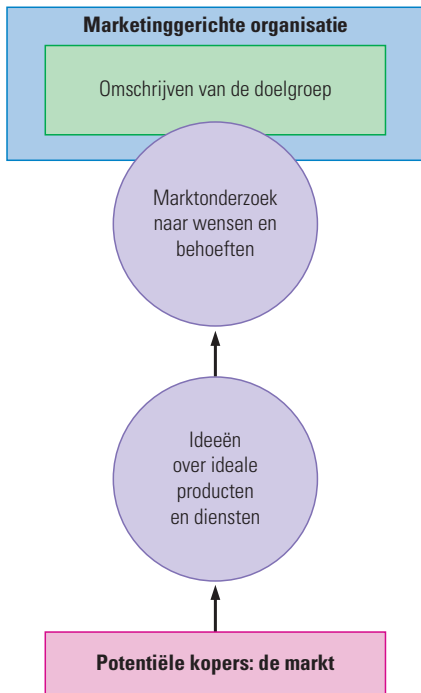 Marketinggerichte organisatie
Omschrijven van de doelgroep
Marktonderzoek
naar wensen en
behoeften
Ideeën
over ideale
producten
en diensten
Potentiële kopers: de markt